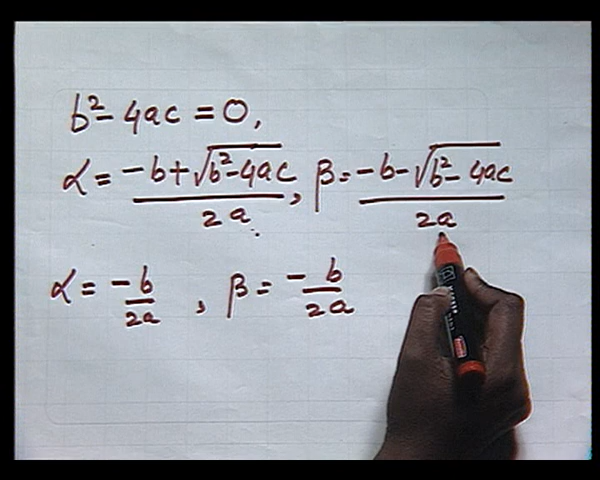 b²-4ac=0,
α = (-b+√(b²-4ac))/2a, β = (-b-√(b²-4ac))/2a
α = -b/2a, β = -b/2a